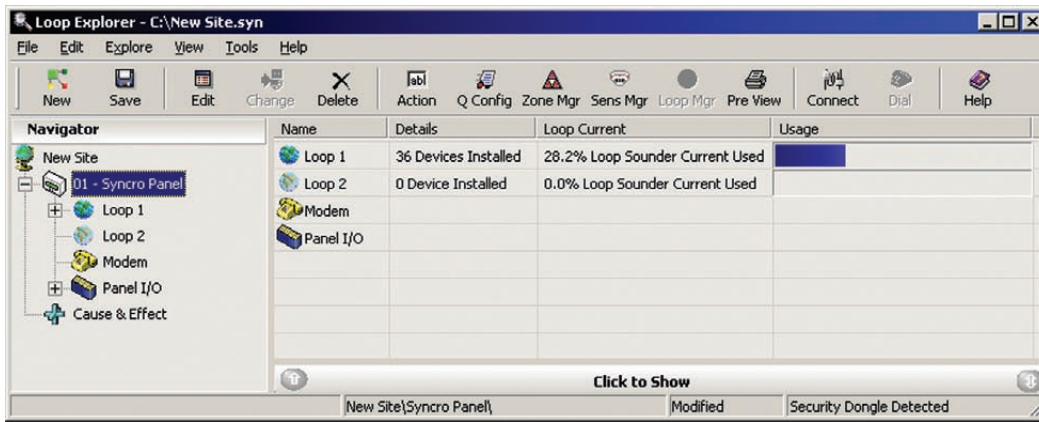 Loop Explorer - C:\New Site.syn
File Edit Explore View Tools Help
New Save Edit Change Delete Action Q Config Zone Mgr Sens Mgr Loop Mgr Pre View Connect Dial Help
Navigator
New Site
01 - Syncro Panel
Loop 1
Loop 2
Modem
Panel I/O
Cause & Effect
Name Details Loop Current Usage
Loop 1 36 Devices Installed 28.2% Loop Sounder Current Used
Loop 2 0 Device Installed 0.0% Loop Sounder Current Used
Modem
Panel I/O
Click to Show
New Site\Syncro Panel\ Modified Security Dongle Detected